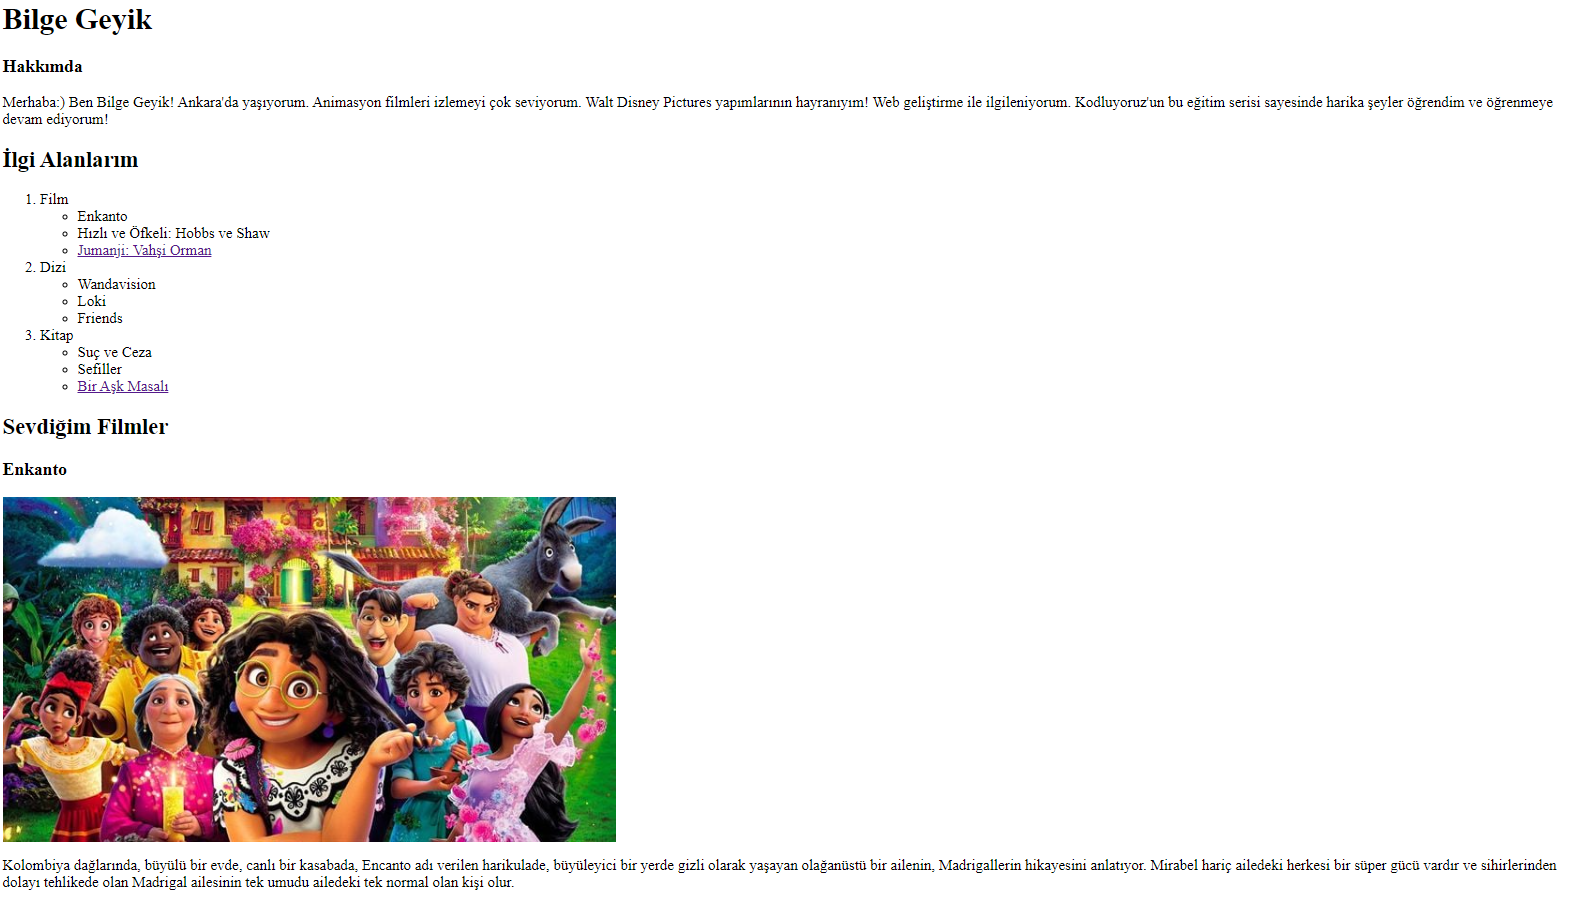 Bilge Geyik
Hakkımda
Merhaba:) Ben Bilge Geyik! Ankara'da yaşıyorum. Animasyon filmleri izlemeyi çok seviyorum. Walt Disney Pictures yapımlarının hayranıyım! Web geliştirme ile ilgileniyorum. Kodluyoruz'un bu eğitim serisi sayesinde harika şeyler öğrendim ve öğrenmeye
devam ediyorum!
İlgi Alanlarım
1. Film
Enkanto
Hızlı ve Öfkeli: Hobbs ve Shaw
Jumanji: Vahşi Orman
2. Dizi
Wandavision
Loki
Friends
3. Kitap
Suç ve Ceza
Sefiller
Bir Aşk Masalı
Sevdiğim Filmler
Enkanto
Kolombiya dağlarında, büyülü bir evde, canlı bir kasabada, Encanto adı verilen harikulade, büyüleyici bir yerde gizli olarak yaşayan olağanüstü bir ailenin, Madrigallerin hikayesini anlatıyor. Mirabel hariç ailedeki herkesi bir süper gücü vardır ve sihirlerinden
dolayı tehlikede olan Madrigal ailesinin tek umudu ailedeki tek normal olan kişi olur.